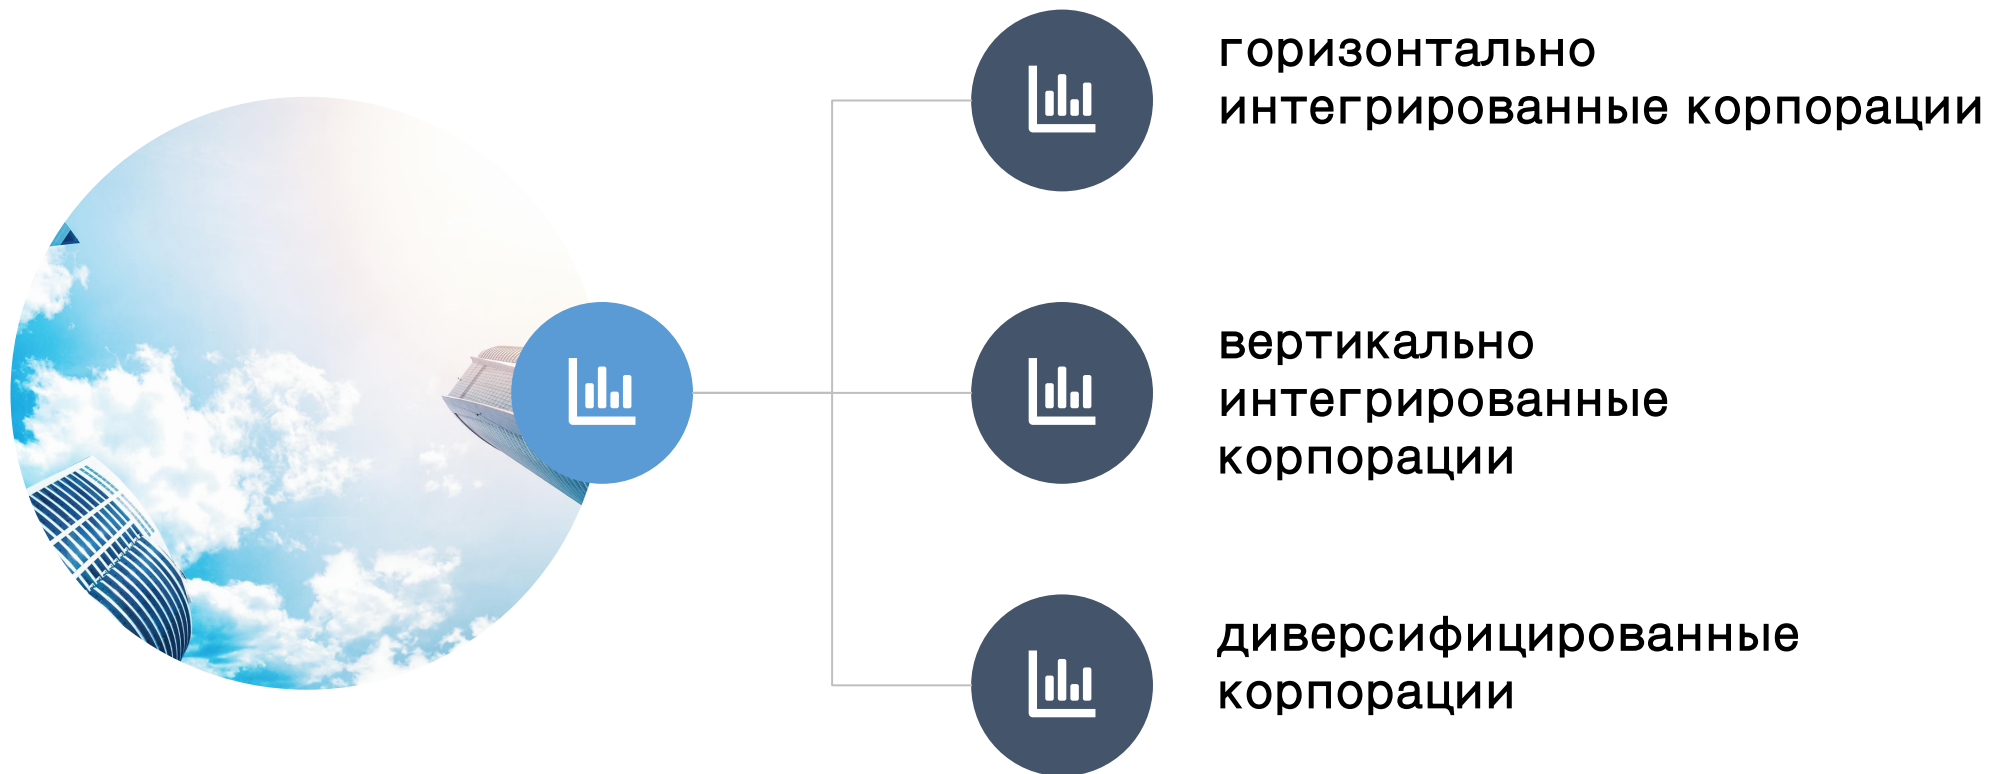 горизонтально
интегрированные корпорации
вертикально
интегрированные
корпорации
диверсифицированные
корпорации